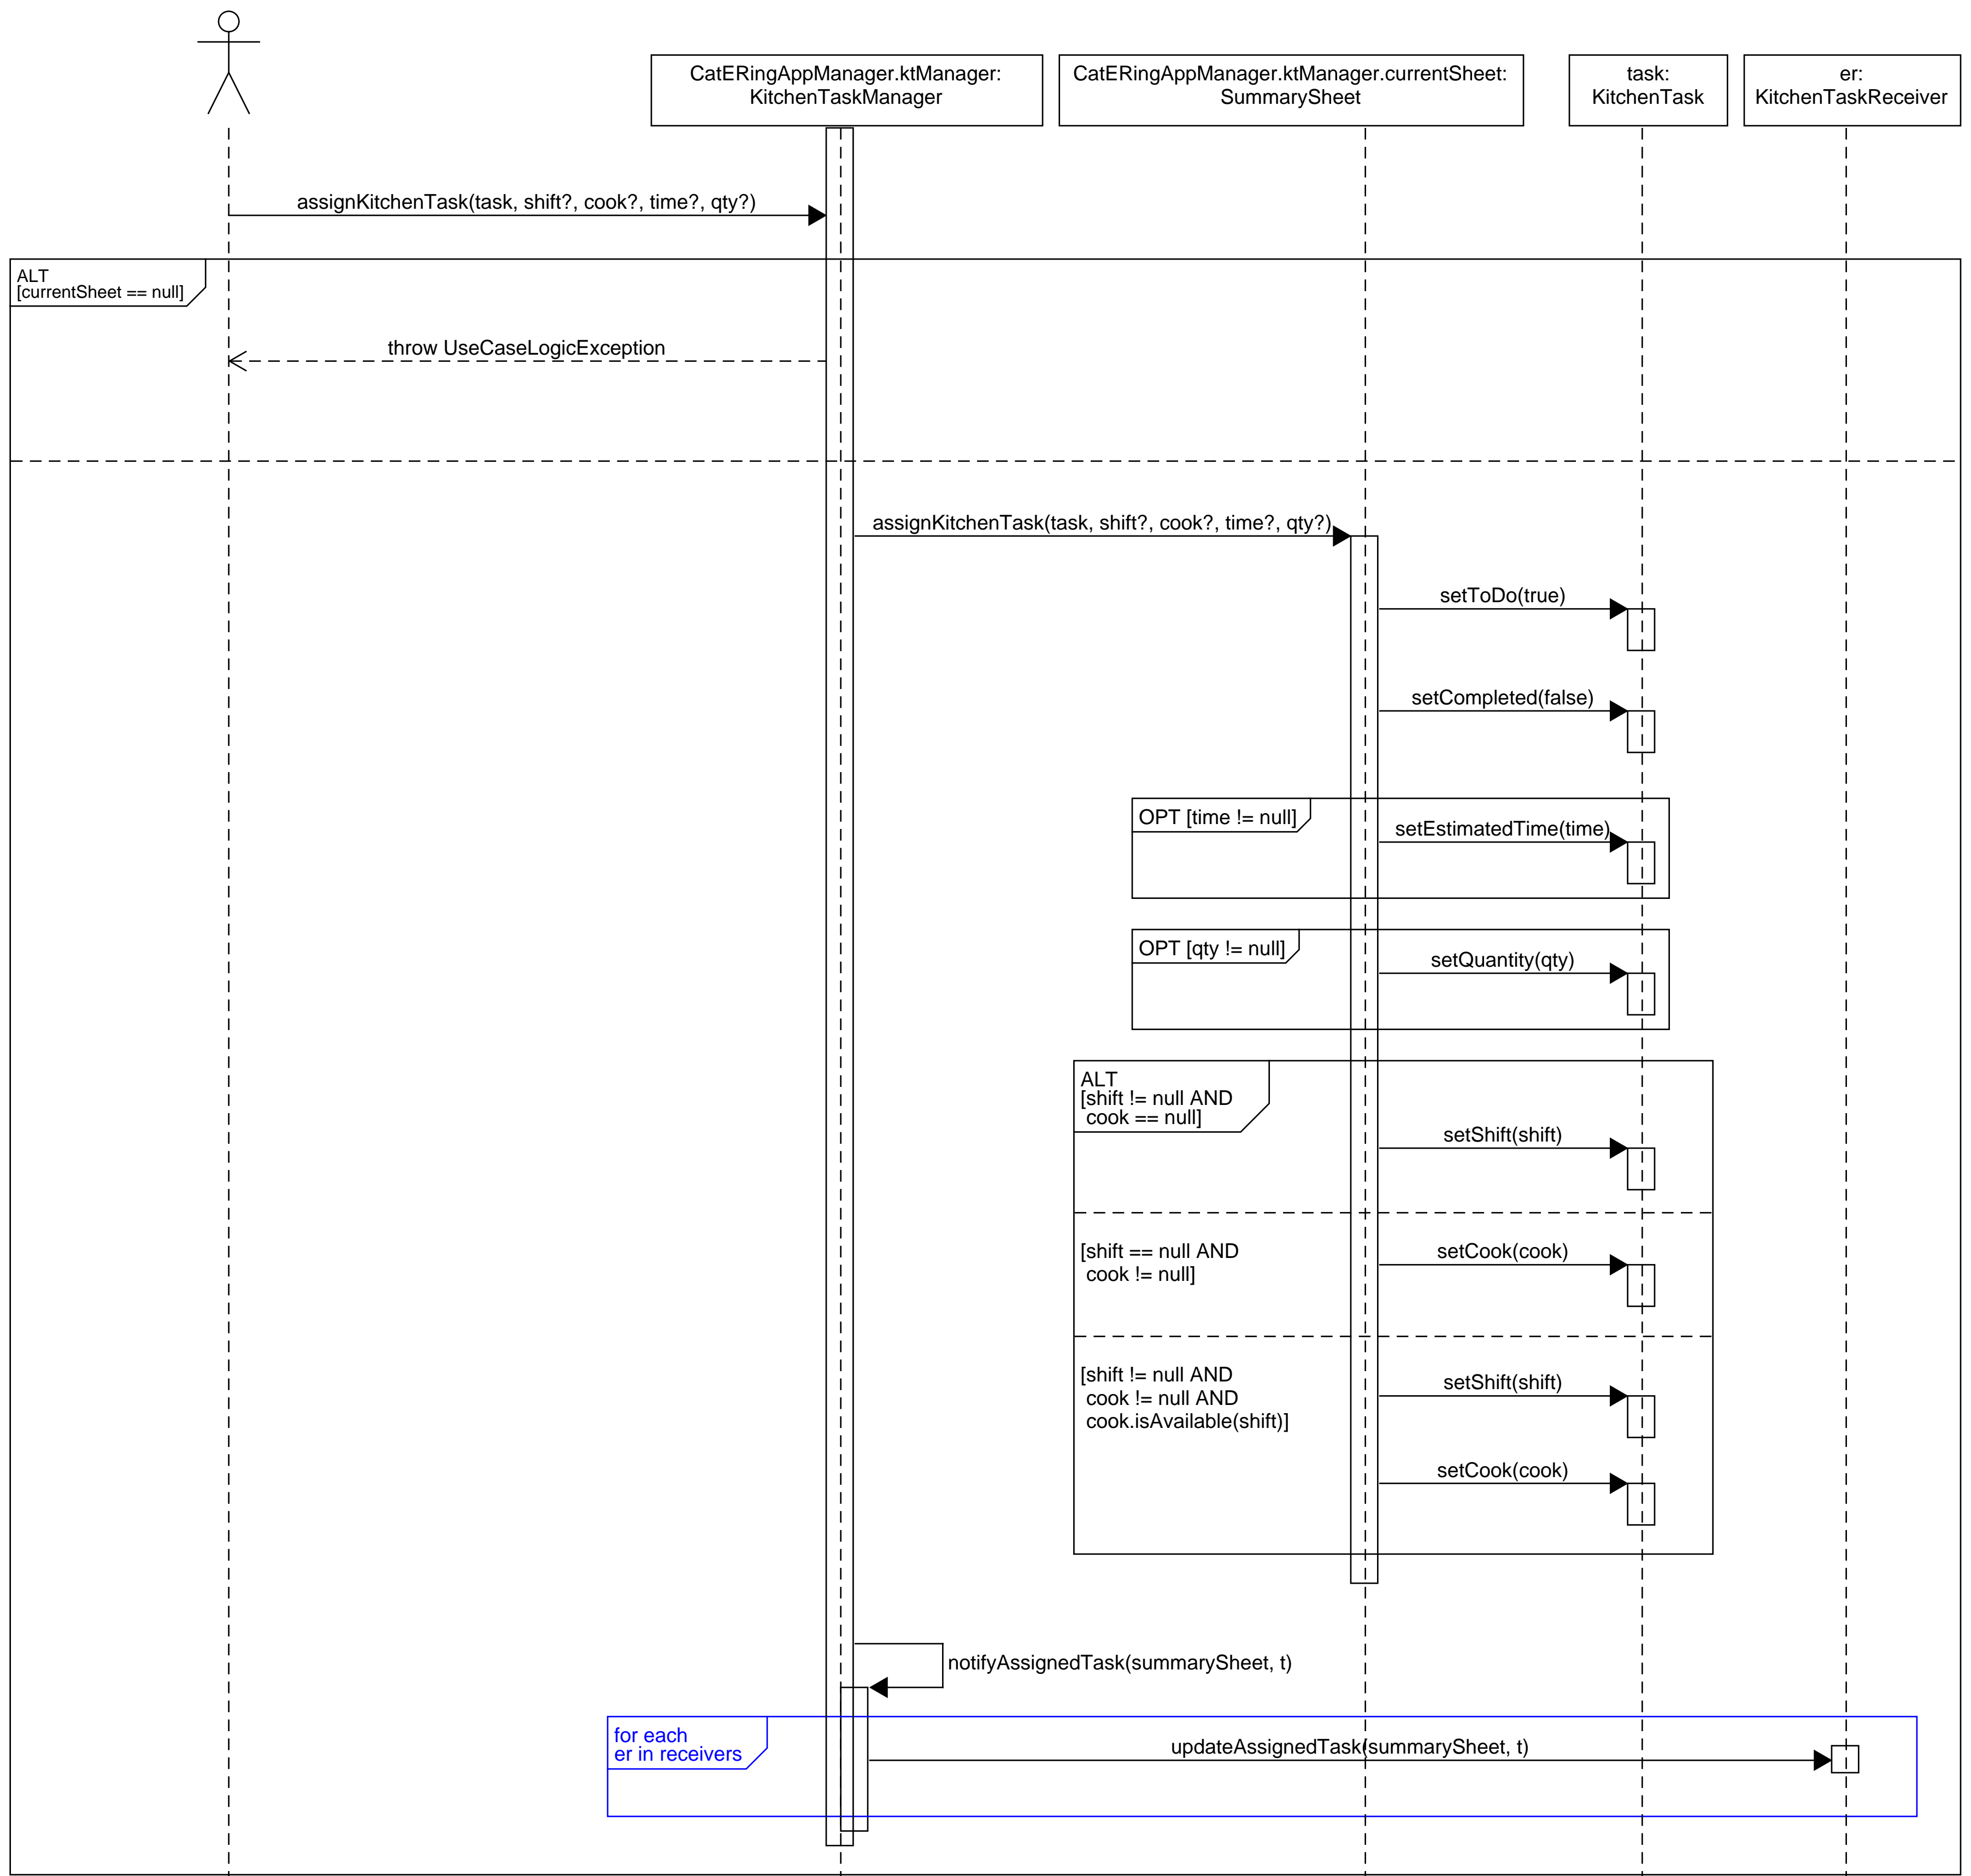 CatERingAppManager.ktManager:
KitchenTaskManager
CatERingAppManager.ktManager.currentSheet:
SummarySheet
task:
KitchenTask
er:
KitchenTaskReceiver
assignKitchenTask(task, shift?, cook?, time?, qty?)
ALT
[currentSheet == null]
throw UseCaseLogicException
assignKitchenTask(task, shift?, cook?, time?, qty?)
setToDo(true)
setCompleted(false)
OPT [time != null]
setEstimatedTime(time)
OPT [qty != null]
setQuantity(qty)
ALT
[shift != null AND
cook == null]
setShift(shift)
[shift == null AND
cook != null]
setCook(cook)
[shift != null AND
cook != null AND
cook.isAvailable(shift)]
setShift(shift)
setCook(cook)
notifyAssignedTask(summarySheet, t)
for each
er in receivers
updateAssignedTask(summarySheet, t)